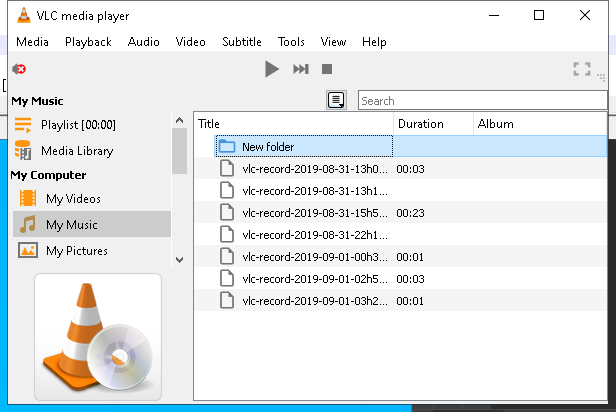 VLC media player
Media Playback Audio Video Subtitle Tools View Help
My Music
Playlist [00:00]
Media Library
My Computer
My Videos
My Music
My Pictures
Search
Title Duration Album
New folder
vlc-record-2019-08-31-13h0... 00:03
vlc-record-2019-08-31-13h1...
vlc-record-2019-08-31-15h5... 00:23
vlc-record-2019-08-31-22h1...
vlc-record-2019-09-01-00h3... 00:01
vlc-record-2019-09-01-02h5... 00:03
vlc-record-2019-09-01-03h2... 00:01